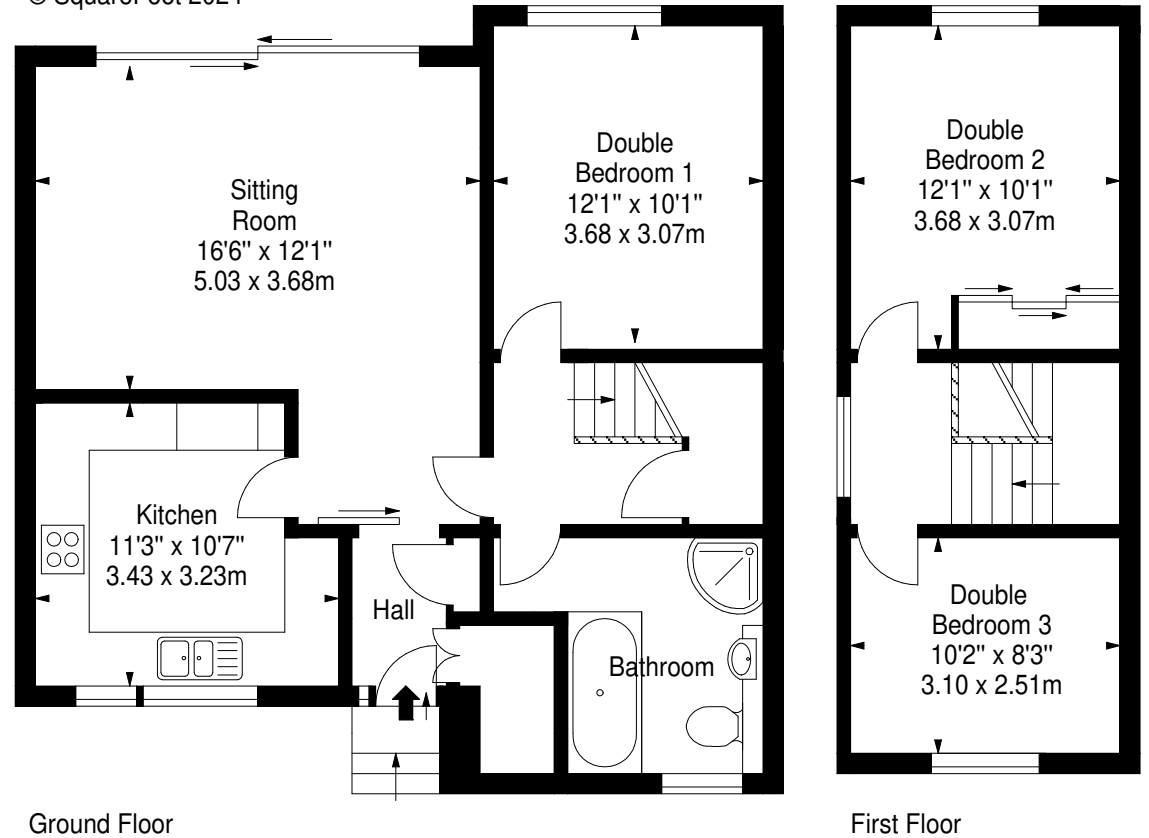 © SquareFoot 2024
Sitting
Room
16'6" x 12'1"
5.03 x 3.68m
Double
Bedroom 1
12'1" x 10'1"
3.68 x 3.07m
Double
Bedroom 2
12'1" x 10'1"
3.68 x 3.07m
Kitchen
11'3" x 10'7"
3.43 x 3.23m
Hall
Bathroom
Double
Bedroom 3
10'2" x 8'3"
3.10 x 2.51m
Ground Floor
First Floor